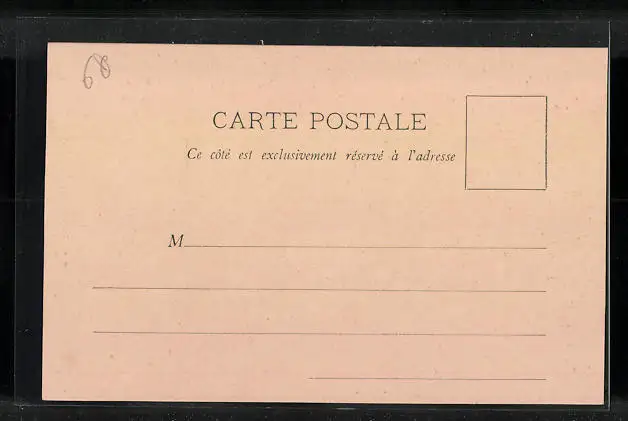 68
CARTE POSTALE
Ce côté est exclusivement réservé à l'adresse
M